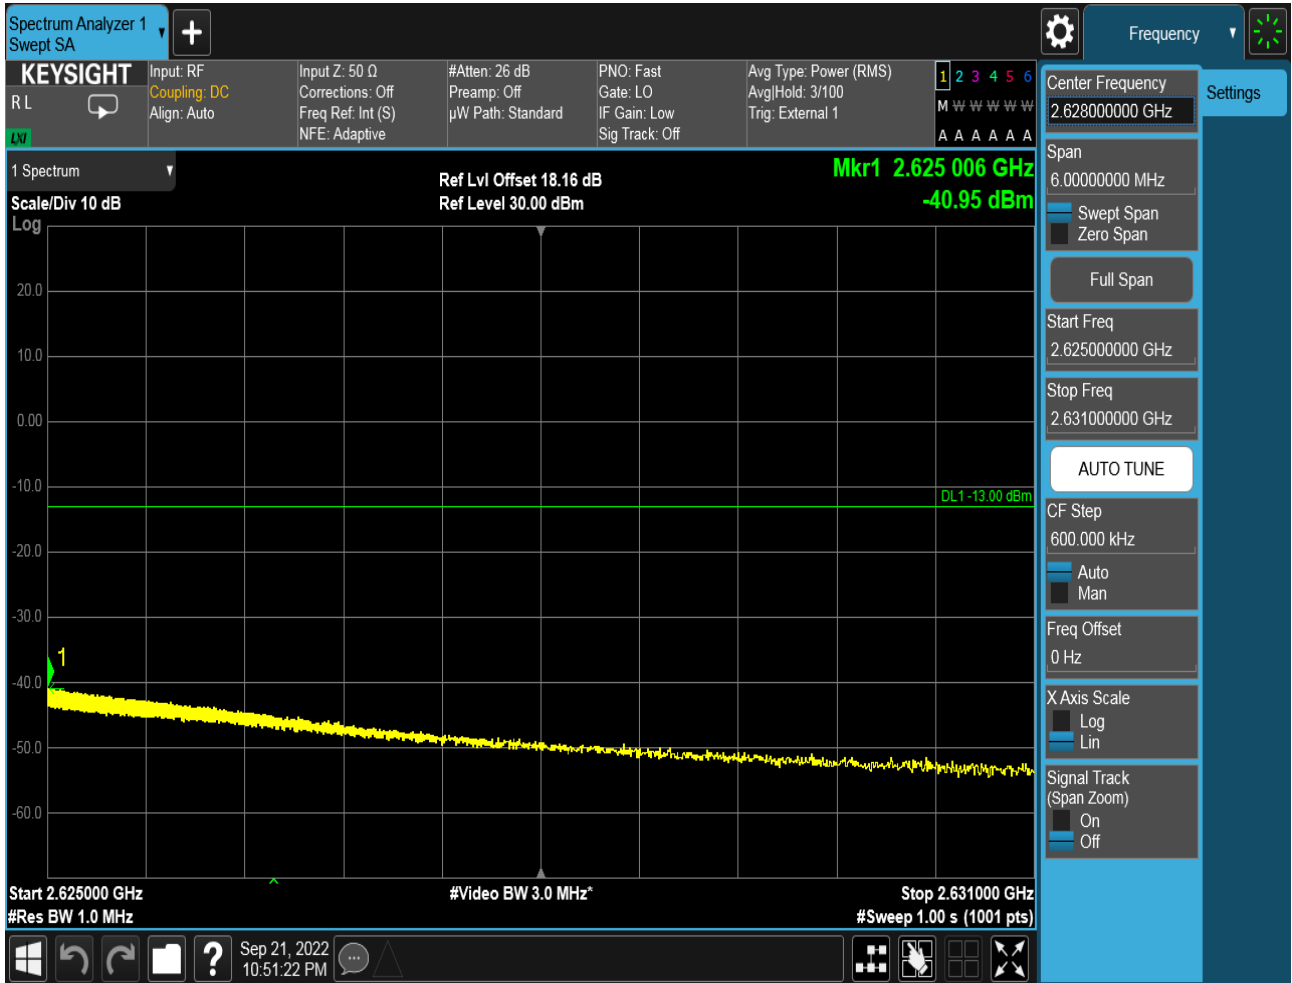 Spectrum Analyzer 1
Swept SA
Frequency
KEYSIGHT
R L
LXI
Input: RF
Coupling: DC
Align: Auto
Input Z: 50 Ω
Corrections: Off
Freq Ref: Int (S)
NFE: Adaptive
#Atten: 26 dB
Preamp: Off
µW Path: Standard
PNO: Fast
Gate: LO
IF Gain: Low
Sig Track: Off
Avg Type: Power (RMS)
Avg|Hold: 3/100
Trig: External 1
1 2 3 4 5 6
M W W W W W
A A A A A A
1 Spectrum
Scale/Div 10 dB
Log
Ref Lvl Offset 18.16 dB
Ref Level 30.00 dBm
Mkr1 2.625 006 GHz
-40.95 dBm
20.0
10.0
0.00
-10.0
-20.0
-30.0
-40.0
-50.0
-60.0
DL1 -13.00 dBm
1
Start 2.625000 GHz
#Res BW 1.0 MHz
#Video BW 3.0 MHz*
Stop 2.631000 GHz
#Sweep 1.00 s (1001 pts)
Sep 21, 2022
10:51:22 PM
?
Center Frequency
2.628000000 GHz
Settings
Span
6.00000000 MHz
Swept Span
Zero Span
Full Span
Start Freq
2.625000000 GHz
Stop Freq
2.631000000 GHz
AUTO TUNE
CF Step
600.000 kHz
Auto
Man
Freq Offset
0 Hz
X Axis Scale
Log
Lin
Signal Track
(Span Zoom)
On
Off